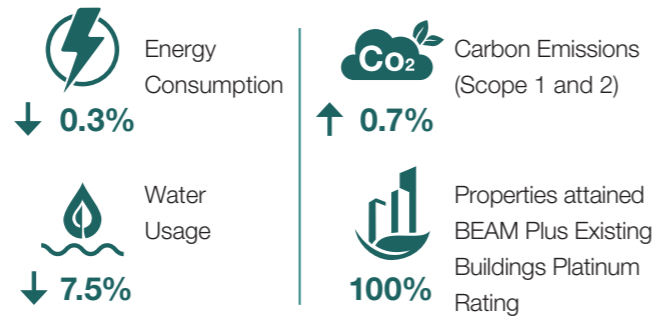 Energy
Consumption
↓ 0.3%
Co₂
Carbon Emissions
(Scope 1 and 2)
↑ 0.7%
Water
Usage
↓ 7.5%
Properties attained
BEAM Plus Existing
Buildings Platinum
Rating
100%